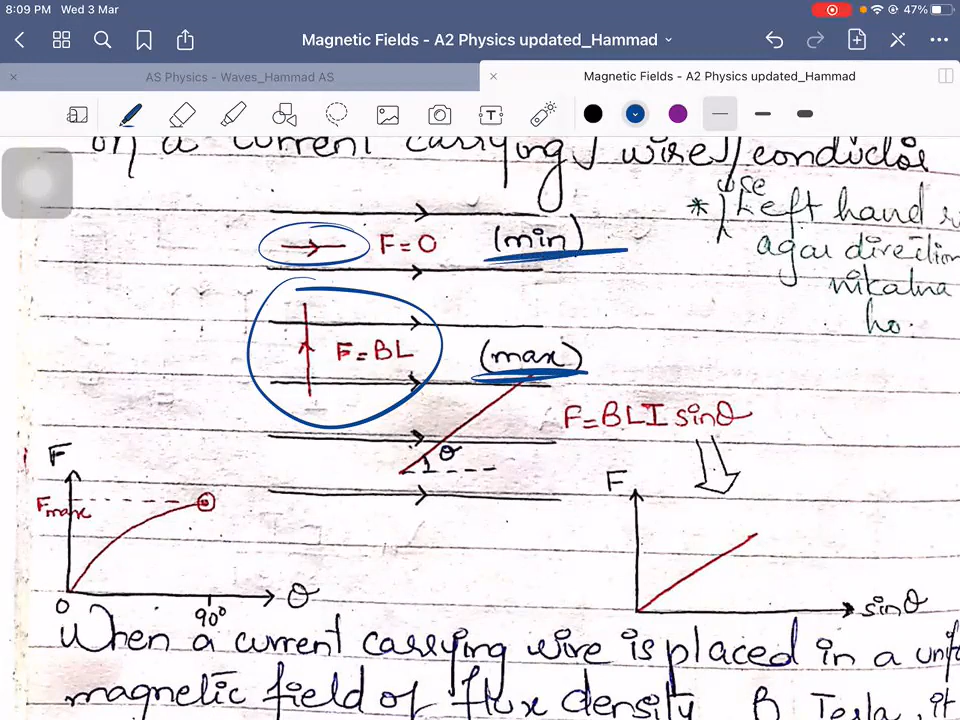 8:09 PM Wed 3 Mar
47%
Magnetic Fields - A2 Physics updated_Hammad
AS Physics - Waves_Hammad AS
Magnetic Fields - A2 Physics updated_Hammad
on a current carrying wire/conductor
* use Left hand
agar direction
nikalna
ho.
F=0 (min)
F=BL (max)
F=BLI sinθ
θ
F
Fmax
0
90°
θ
F
sinθ
When a current carrying wire is placed in a
magnetic field of flux density B Tesla, it